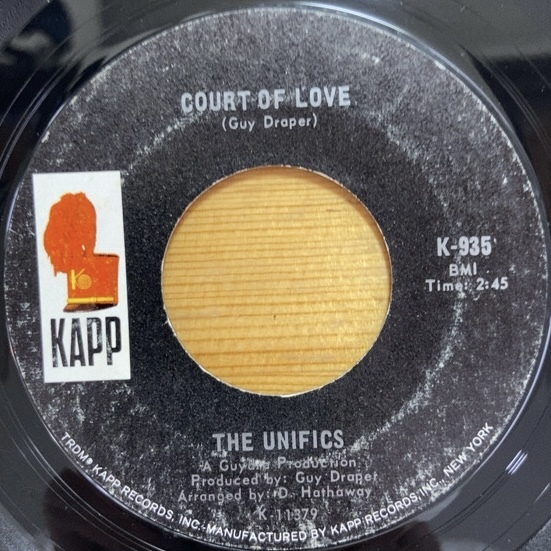 COURT OF LOVE
(Guy Draper)
K-935
BMI
Time: 2:45
K
KAPP
THE UNIFICS
A Production
Produced by: Guy Draper
Arranged by: D. Hathaway
K-11379
TRDM® KAPP RECORDS, INC.-MANUFACTURED BY KAPP RECORDS, INC., NEW YORK